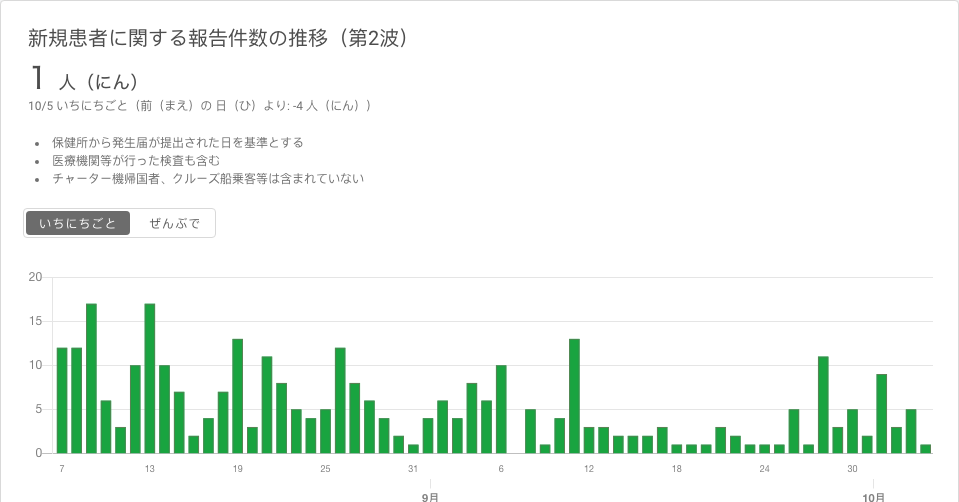 新規患者に関する報告件数の推移（第2波）
1 人（にん）
10/5 いちにちごと（前（まえ）の 日（ひ）より: -4 人（にん））
保健所から発生届が提出された日を基準とする
医療機関等が行った検査も含む
チャーター機帰国者、クルーズ船乗客等は含まれていない
いちにちごと ぜんぶで
20
15
10
5
0
7 13 19 25 31 6 12 18 24 30
9月 10月